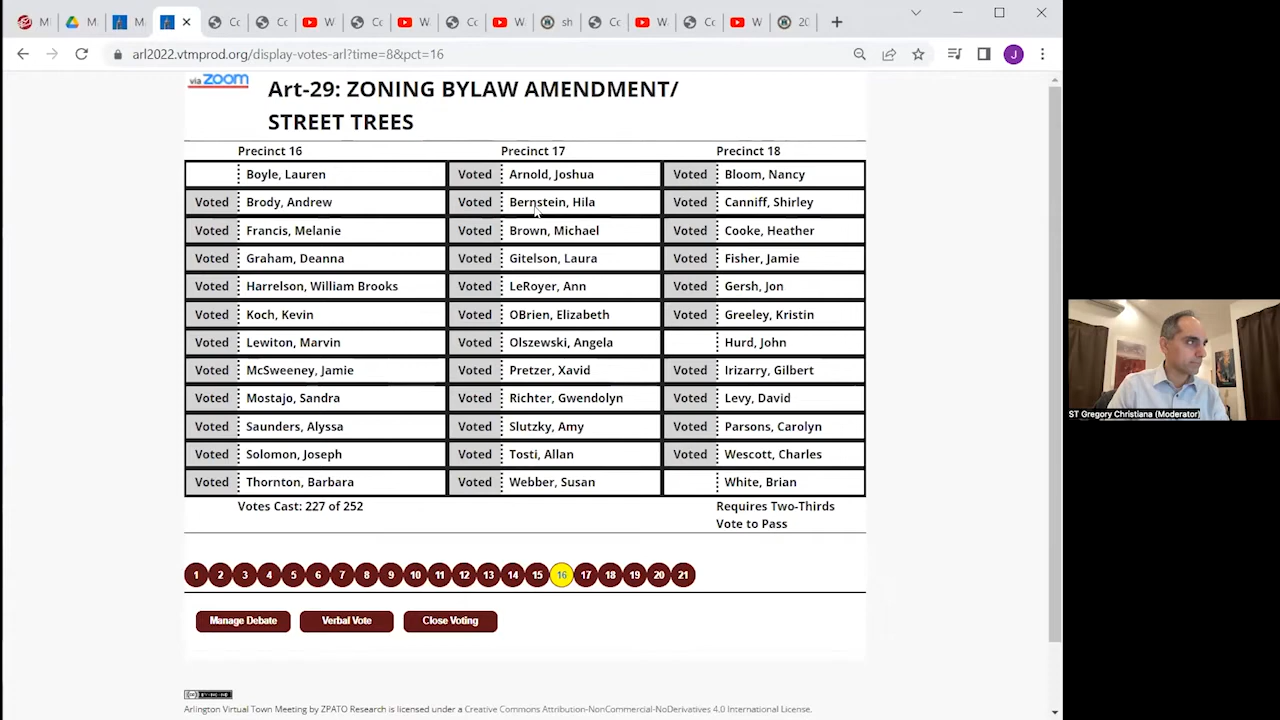 M
M
M
Co
Co
W
Co
W
Co
W
sh
Co
W
Co
W
20
arl2022.vtmprod.org/display-votes-arl?time=8&pct=16
J
via zoom
Art-29: ZONING BYLAW AMENDMENT/
STREET TREES
Precinct 16 Precinct 17 Precinct 18
Boyle, Lauren Voted Arnold, Joshua Voted Bloom, Nancy
Voted Brody, Andrew Voted Bernstein, Hila Voted Canniff, Shirley
Voted Francis, Melanie Voted Brown, Michael Voted Cooke, Heather
Voted Graham, Deanna Voted Gitelson, Laura Voted Fisher, Jamie
Voted Harrelson, William Brooks Voted LeRoyer, Ann Voted Gersh, Jon
Voted Koch, Kevin Voted OBrien, Elizabeth Voted Greeley, Kristin
Voted Lewiton, Marvin Voted Olszewski, Angela Hurd, John
Voted McSweeney, Jamie Voted Pretzer, Xavid Voted Irizarry, Gilbert
Voted Mostajo, Sandra Voted Richter, Gwendolyn Voted Levy, David
Voted Saunders, Alyssa Voted Slutzky, Amy Voted Parsons, Carolyn
Voted Solomon, Joseph Voted Tosti, Allan Voted Wescott, Charles
Voted Thornton, Barbara Voted Webber, Susan White, Brian
Votes Cast: 227 of 252 Requires Two-Thirds
Vote to Pass
1 2 3 4 5 6 7 8 9 10 11 12 13 14 15 16 17 18 19 20 21
Manage Debate Verbal Vote Close Voting
Arlington Virtual Town Meeting by ZPATO Research is licensed under a Creative Commons Attribution-NonCommercial-NoDerivatives 4.0 International License.
ST Gregory Christiana (Moderator)